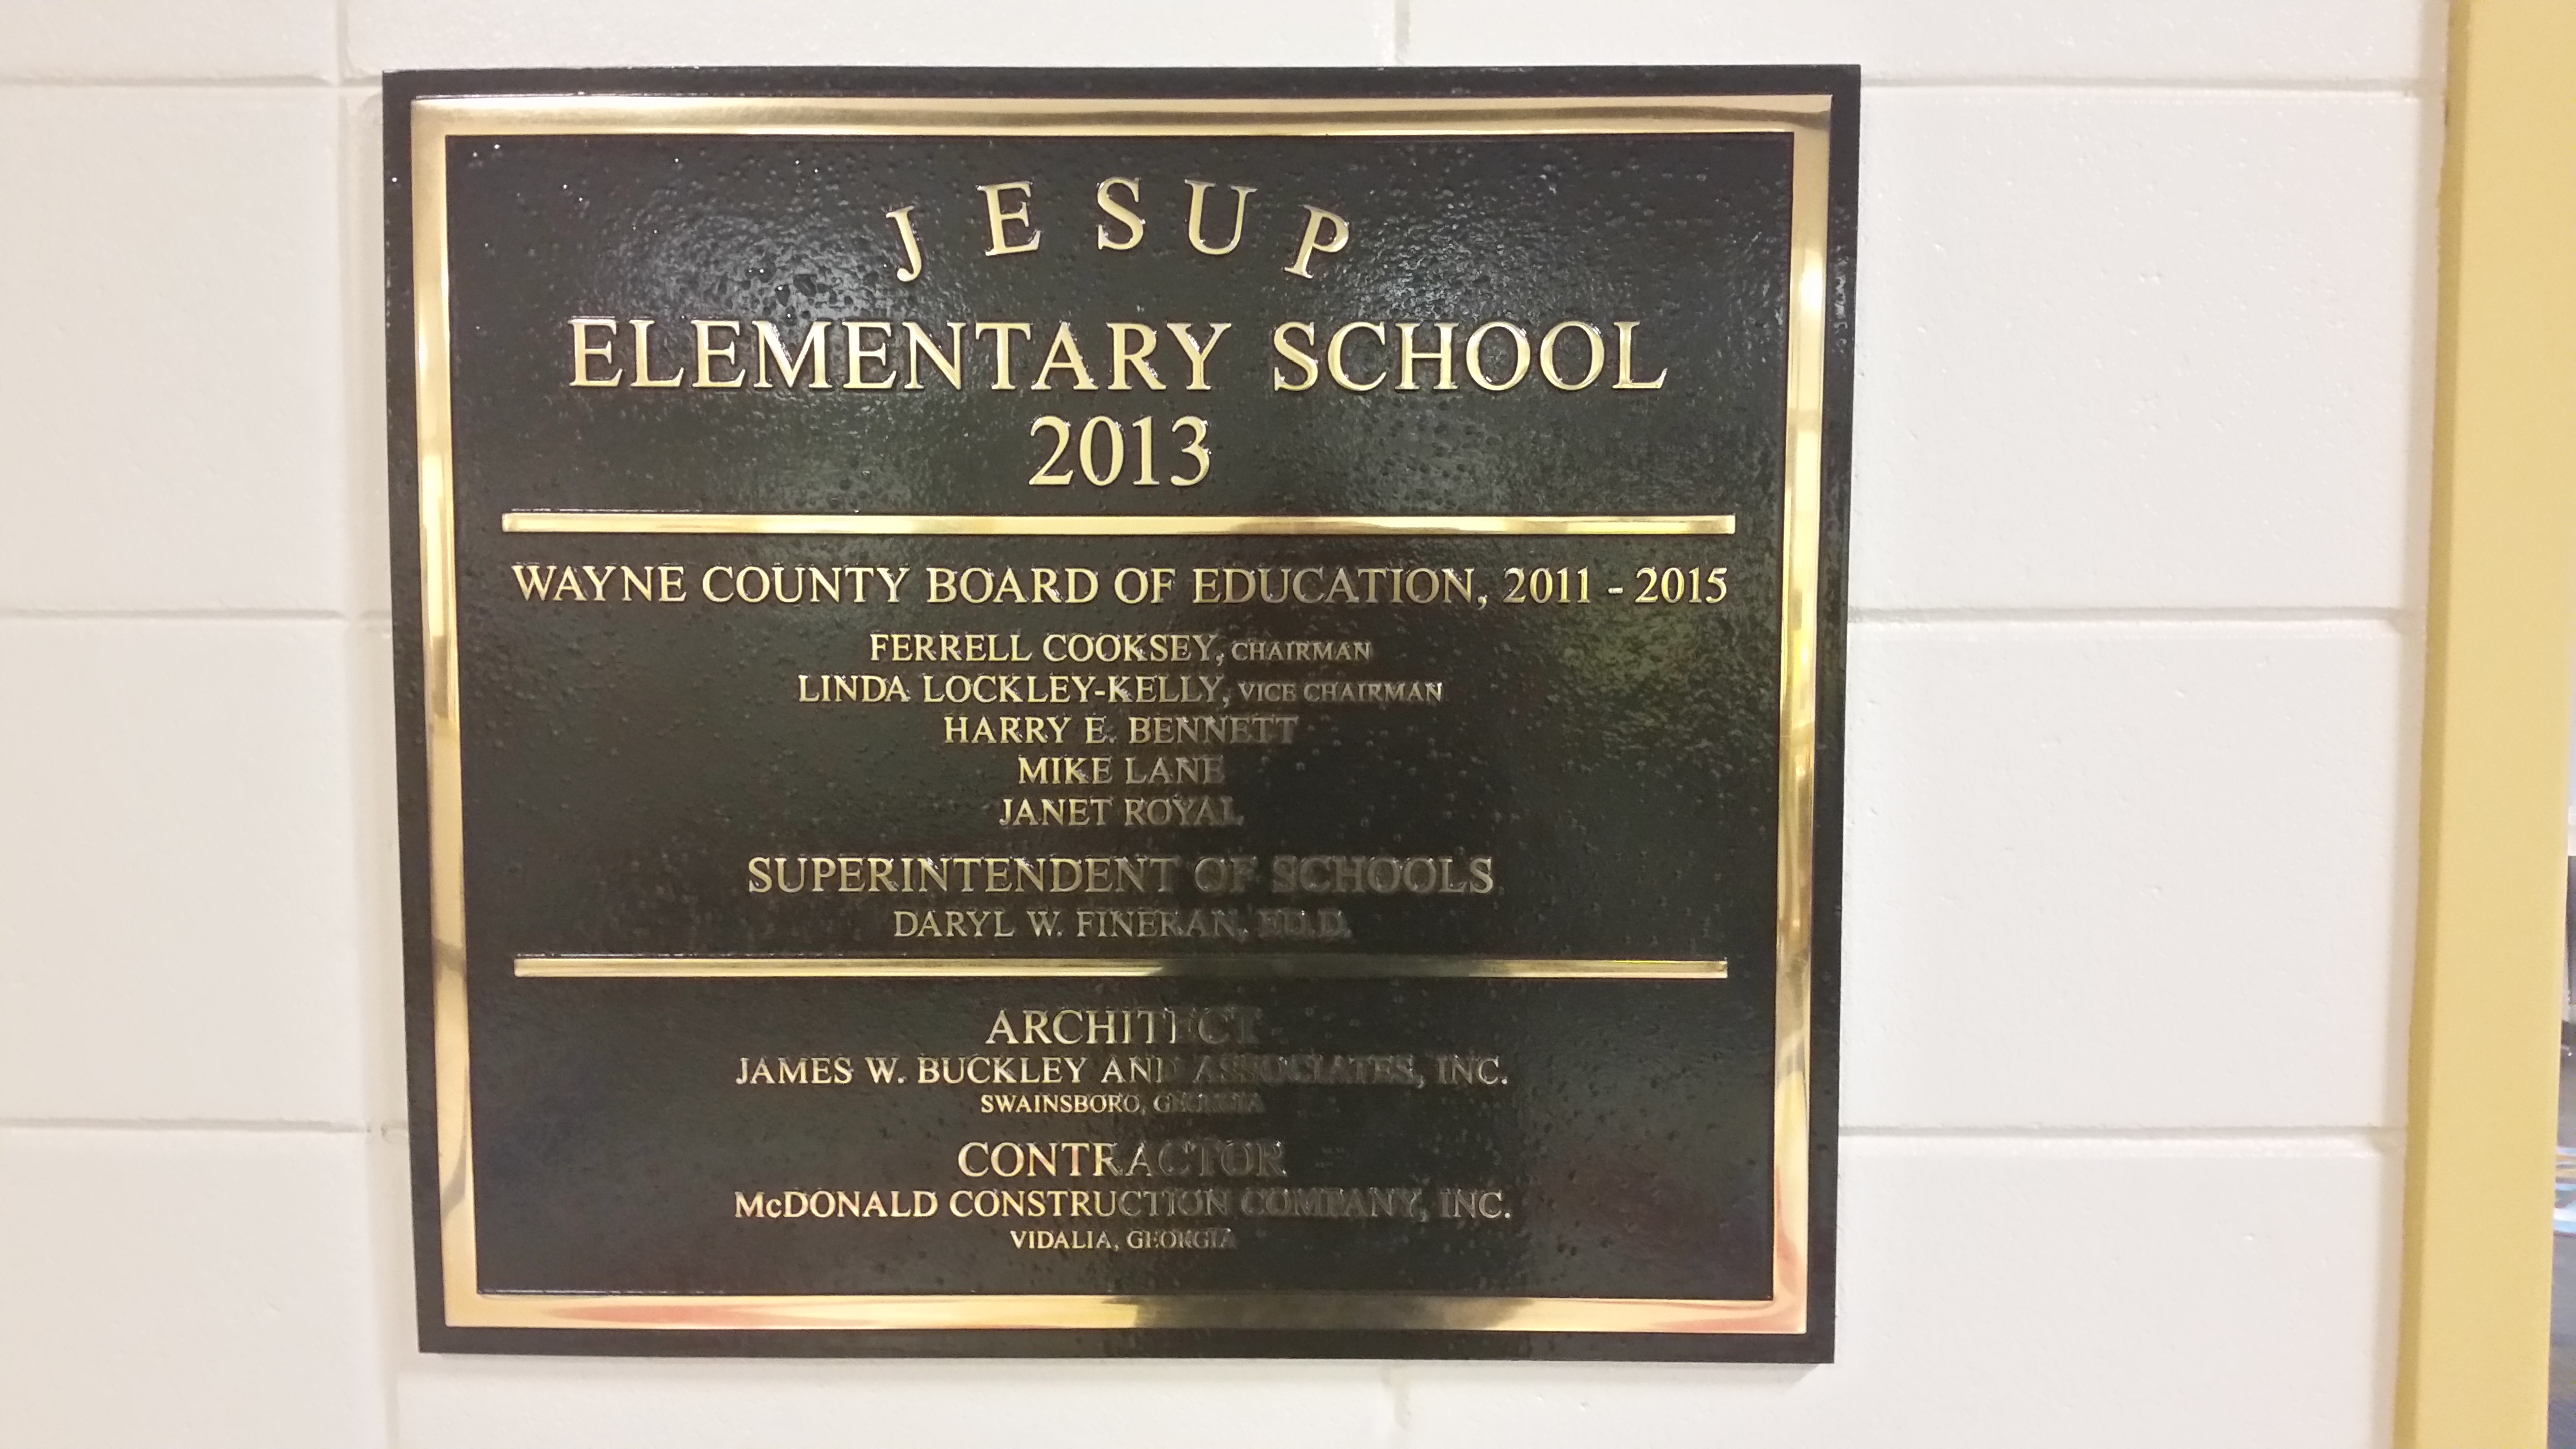 JESUP
ELEMENTARY SCHOOL
2013
WAYNE COUNTY BOARD OF EDUCATION, 2011 - 2015
FERRELL COOKSEY, CHAIRMAN
LINDA LOCKLEY-KELLY, VICE CHAIRMAN
HARRY E. BENNETT
MIKE LANE
JANET ROYAL
SUPERINTENDENT OF SCHOOLS
DARYL W. FINERAN, ED.D.
ARCHITECT
JAMES W. BUCKLEY AND ASSOCIATES, INC.
SWAINSBORO, GEORGIA
CONTRACTOR
McDONALD CONSTRUCTION COMPANY, INC.
VIDALIA, GEORGIA